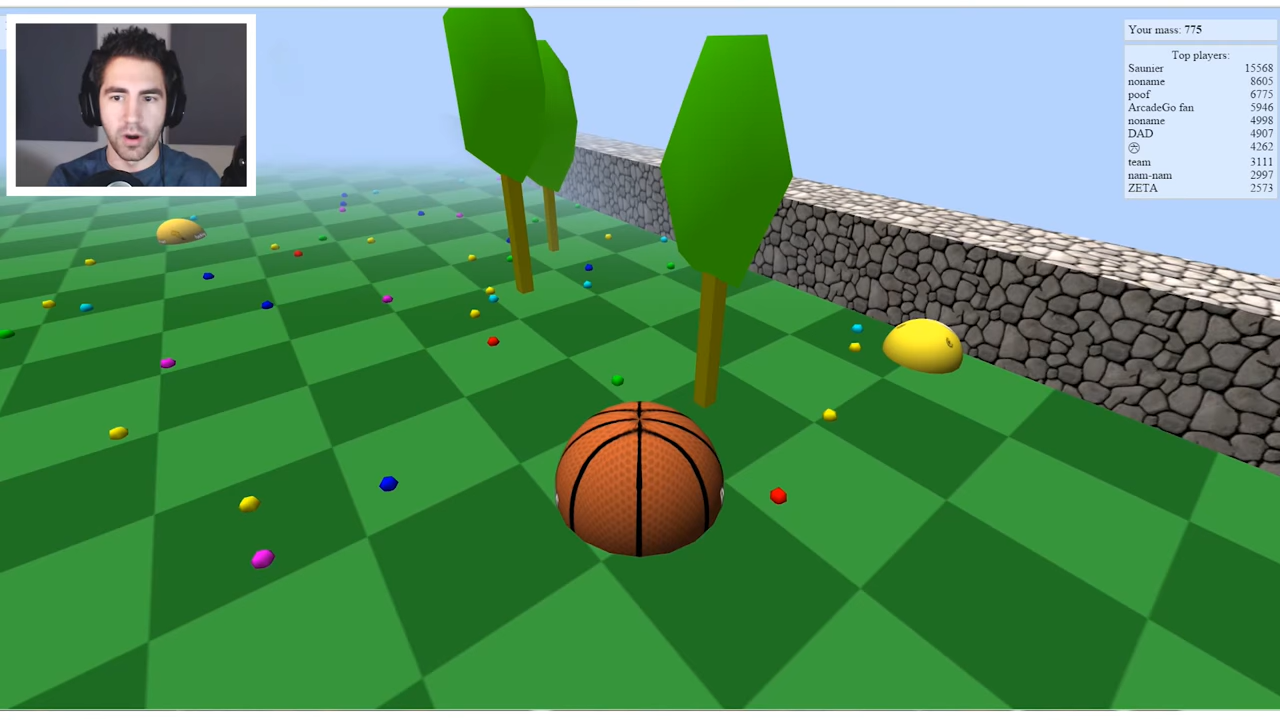 Your mass: 775
Top players:
Saunier 15568
noname 8605
poof 6775
ArcadeGo fan 5946
noname 4998
DAD 4907
㊅ 4262
team 3111
nam-nam 2997
ZETA 2573